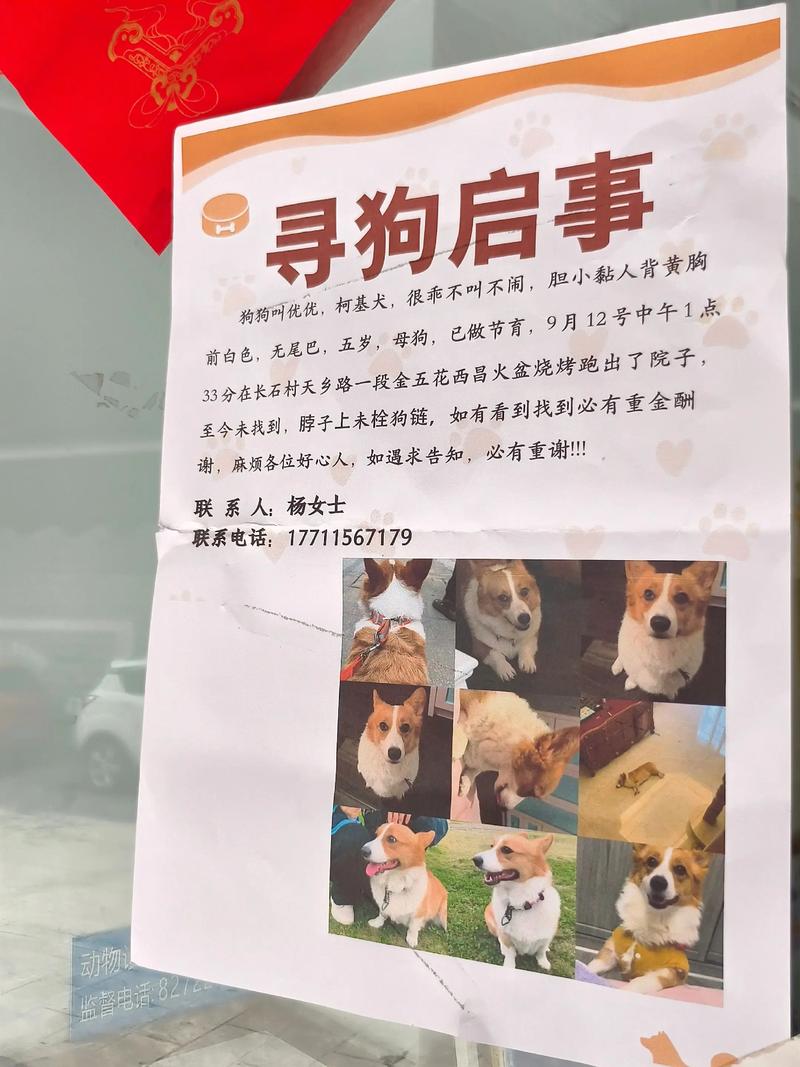 寻狗启事
狗狗叫优优，柯基犬，很乖不叫不闹，胆小黏人背黄胸
前白色，无尾巴，五岁，母狗，已做节育，9月12号中午1点
33分在长石村天乡路一段金五花西昌火盆烧烤跑出了院子，
至今未找到，脖子上未栓狗链，如有看到找到必有重金酬
谢，麻烦各位好心人，如遇求告知，必有重谢!!!
联 系 人：杨女士
联系电话：17711567179
动物
监督电话:8272